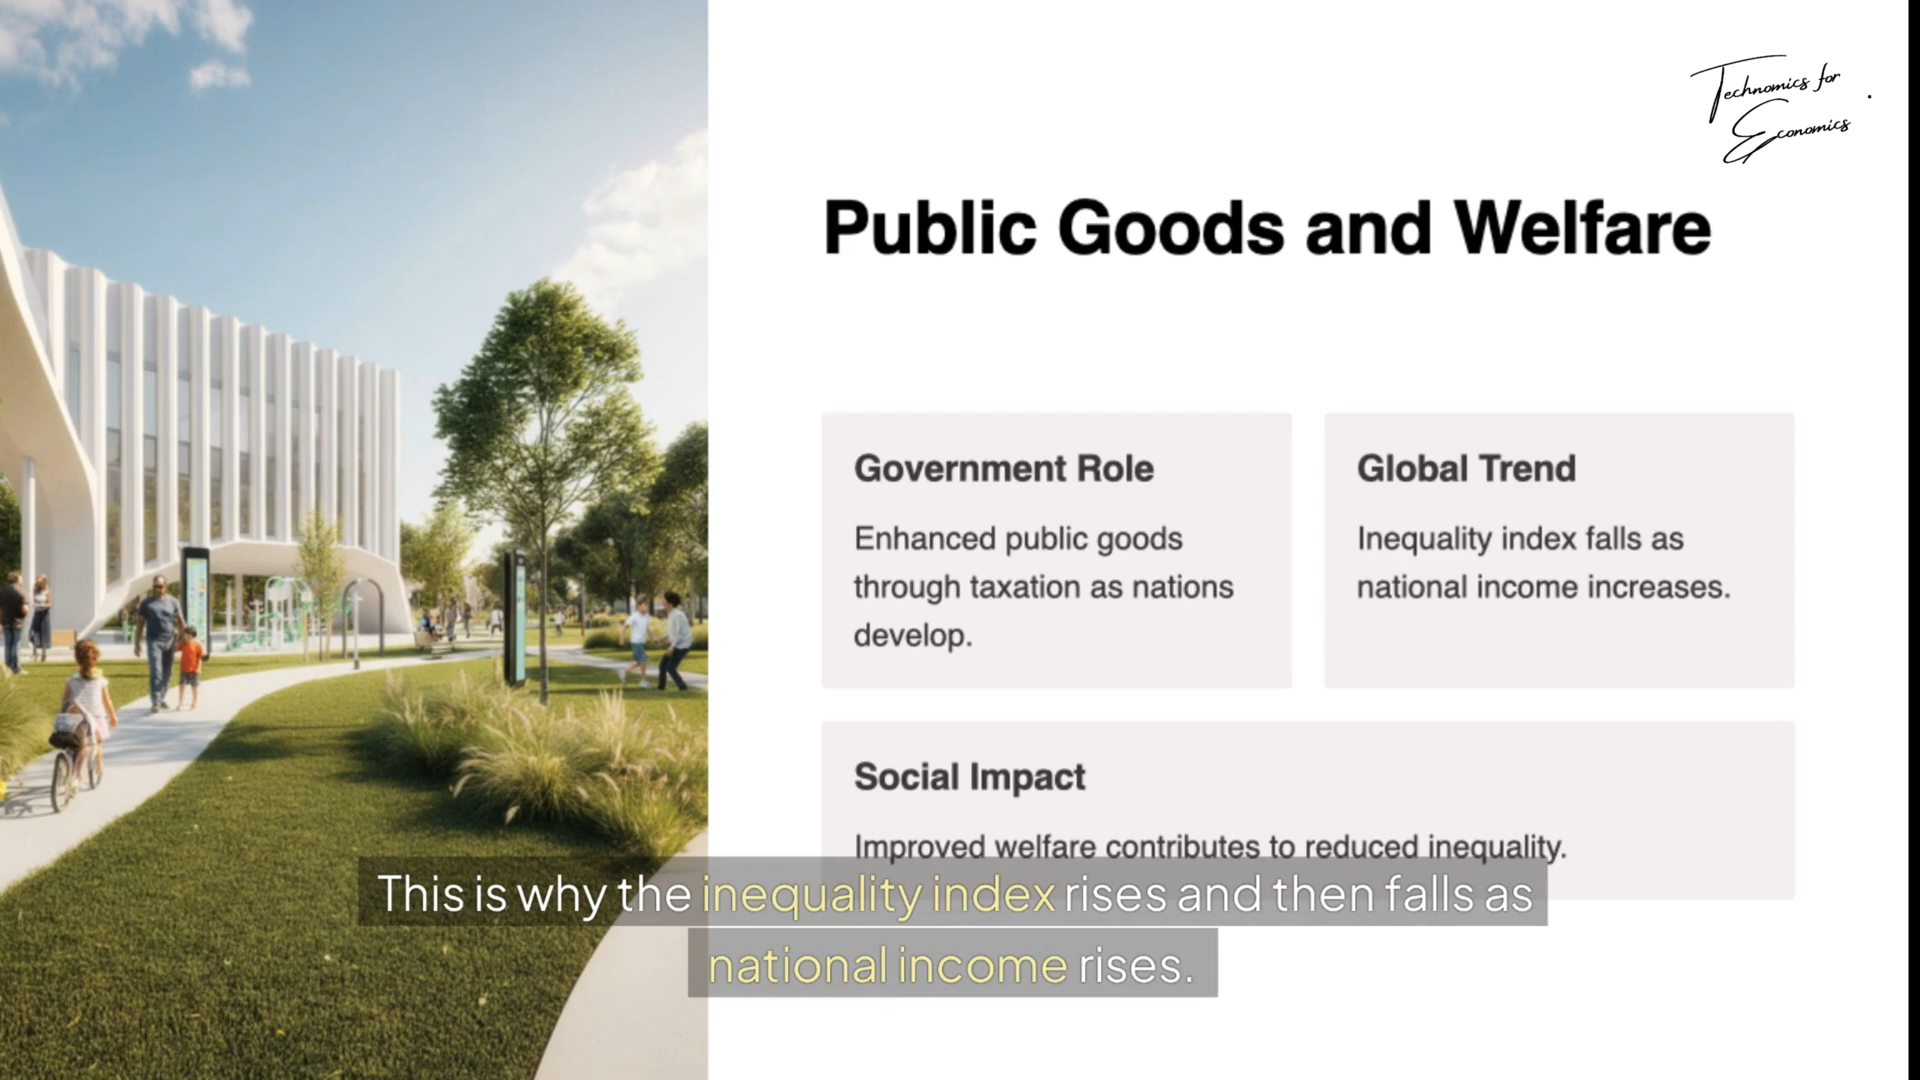 Technomics for
Economics
Public Goods and Welfare
Government Role
Enhanced public goods
through taxation as nations
develop.
Global Trend
Inequality index falls as
national income increases.
Social Impact
Improved welfare contributes to reduced inequality.
This is why the inequality index rises and then falls as
national income rises.